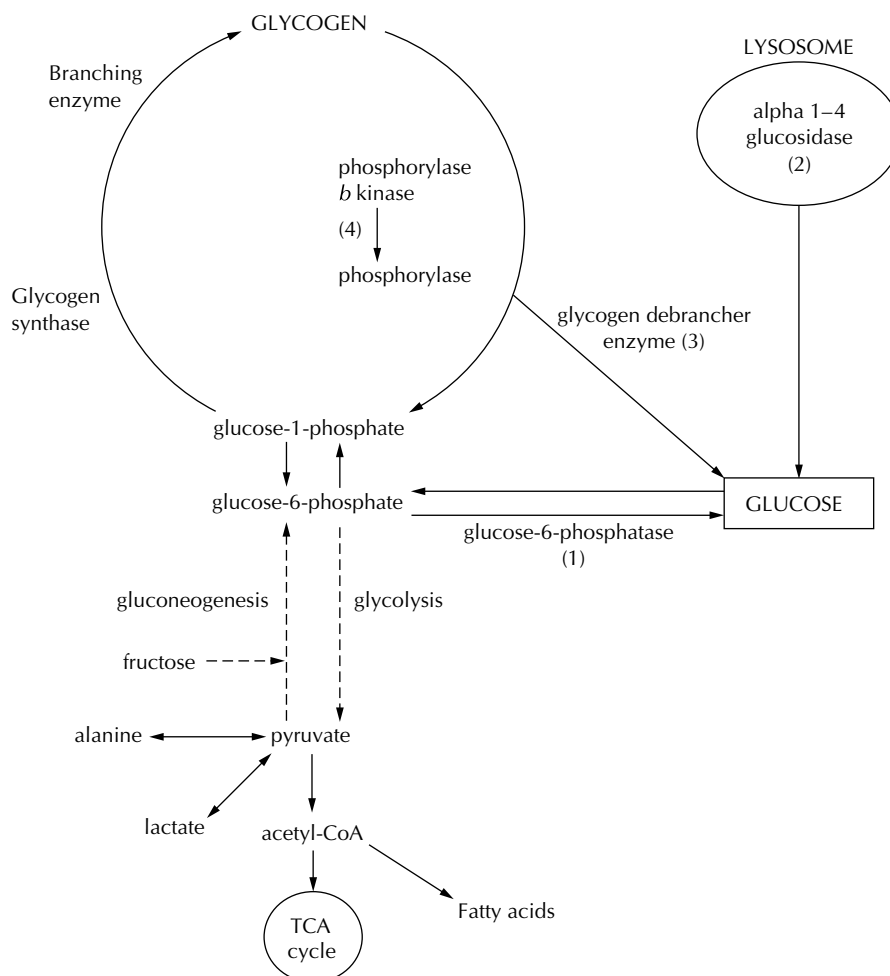 GLYCOGEN
LYSOSOME
Branching
enzyme
alpha 1–4
glucosidase
(2)
phosphorylase
b kinase
(4)
phosphorylase
Glycogen
synthase
glycogen debrancher
enzyme (3)
glucose-1-phosphate
glucose-6-phosphate
GLUCOSE
glucose-6-phosphatase
(1)
gluconeogenesis
glycolysis
fructose
alanine
pyruvate
lactate
acetyl-CoA
Fatty acids
TCA
cycle